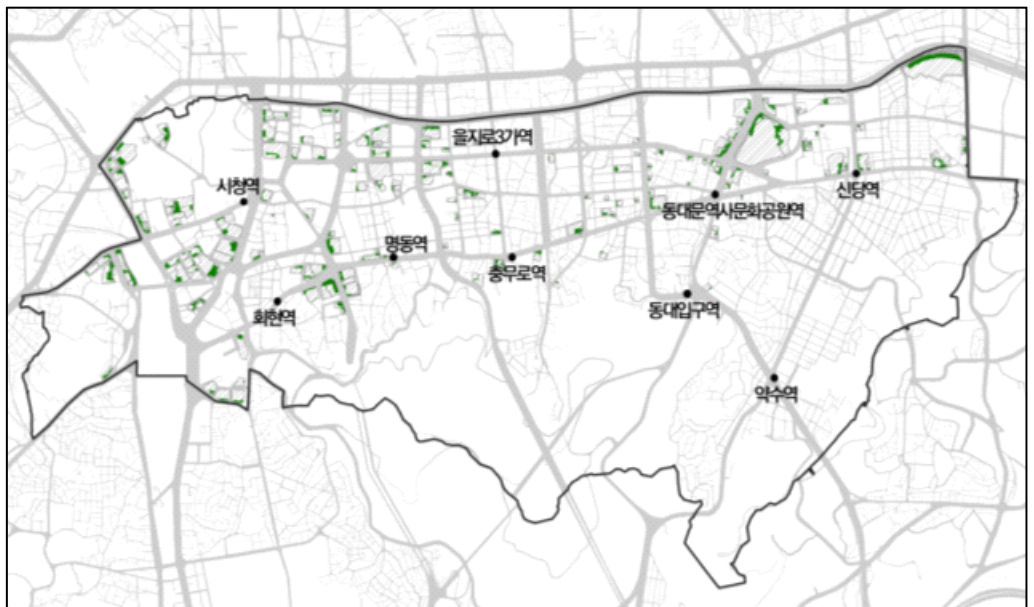 을지로3가역
시청역
신당역
동대문역사문화공원역
명동역
충무로역
동대입구역
회현역
약수역